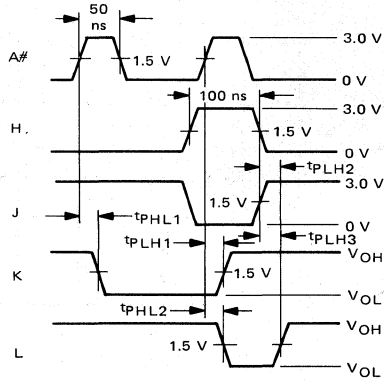 50
ns
3.0 V
A#
1.5 V
0 V
100 ns
3.0 V
H.
1.5 V
0 V
tPLH2
3.0 V
J
1.5 V
tPHL1
0 V
tPLH1
tPLH3
VOH
K
1.5 V
VOL
tPHL2
VOH
L
1.5 V
VOL